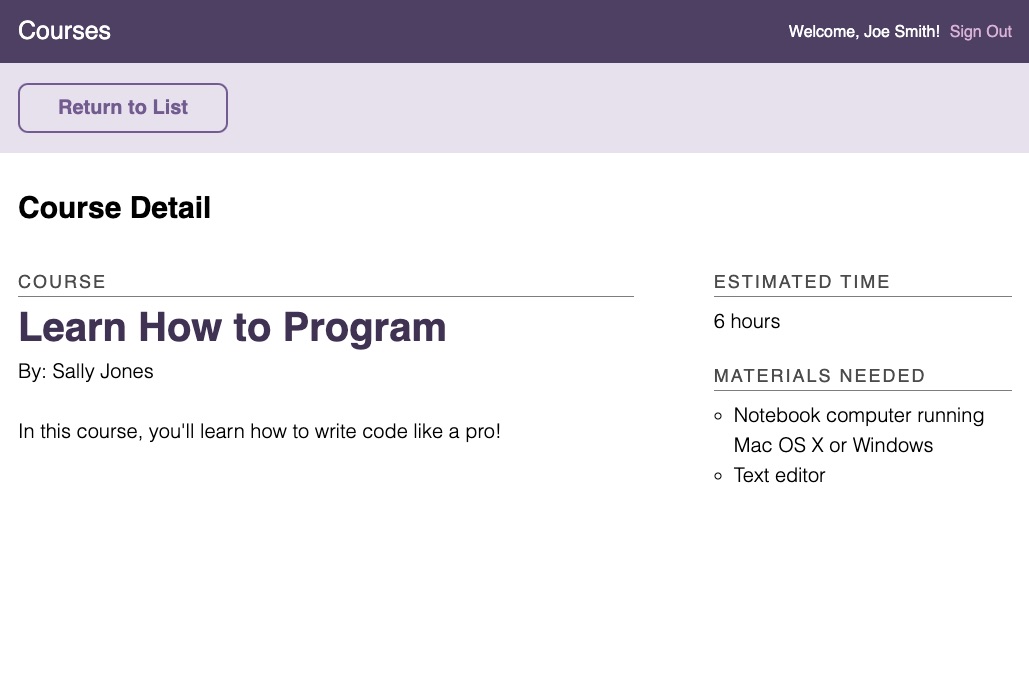 Courses
Welcome, Joe Smith! Sign Out
Return to List
Course Detail
COURSE
Learn How to Program
By: Sally Jones
In this course, you'll learn how to write code like a pro!
ESTIMATED TIME
6 hours
MATERIALS NEEDED
Notebook computer running
Mac OS X or Windows
Text editor